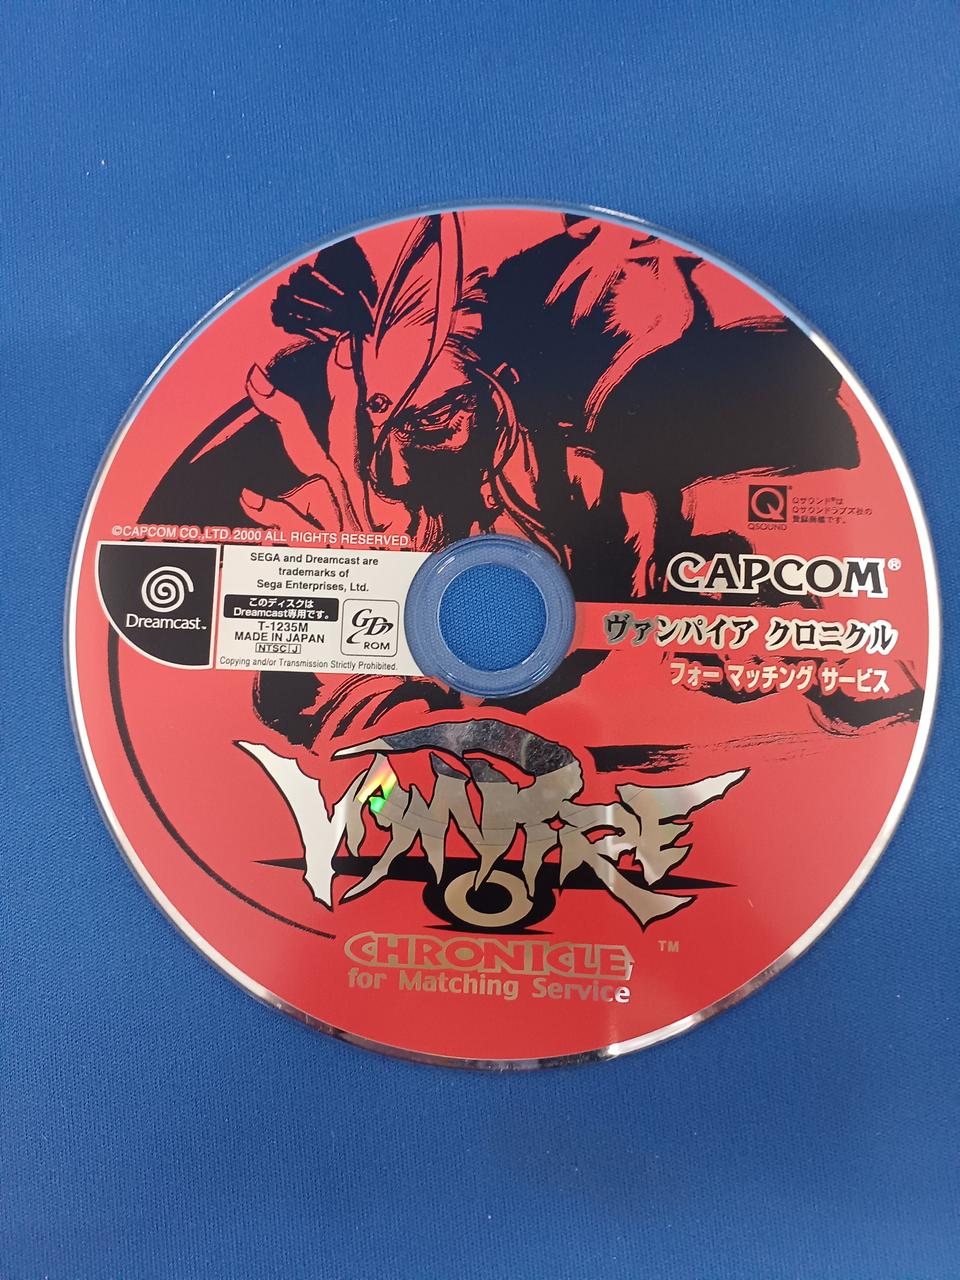 Q
QSOUND
Qサウンド®は
Qサウンドラブズ社の
登録商標です。
©CAPCOM CO.,LTD. 2000 ALL RIGHTS RESERVED.
Dreamcast™
SEGA and Dreamcast are
trademarks of
Sega Enterprises, Ltd.
このディスクは
Dreamcast専用です。
T-1235M
MADE IN JAPAN
NTSC J
GD
ROM
Copying and/or Transmission Strictly Prohibited.
CAPCOM®
ヴァンパイア クロニクル
フォー マッチング サービス
VAMPIRE
CHRONICLE
for Matching Service
TM